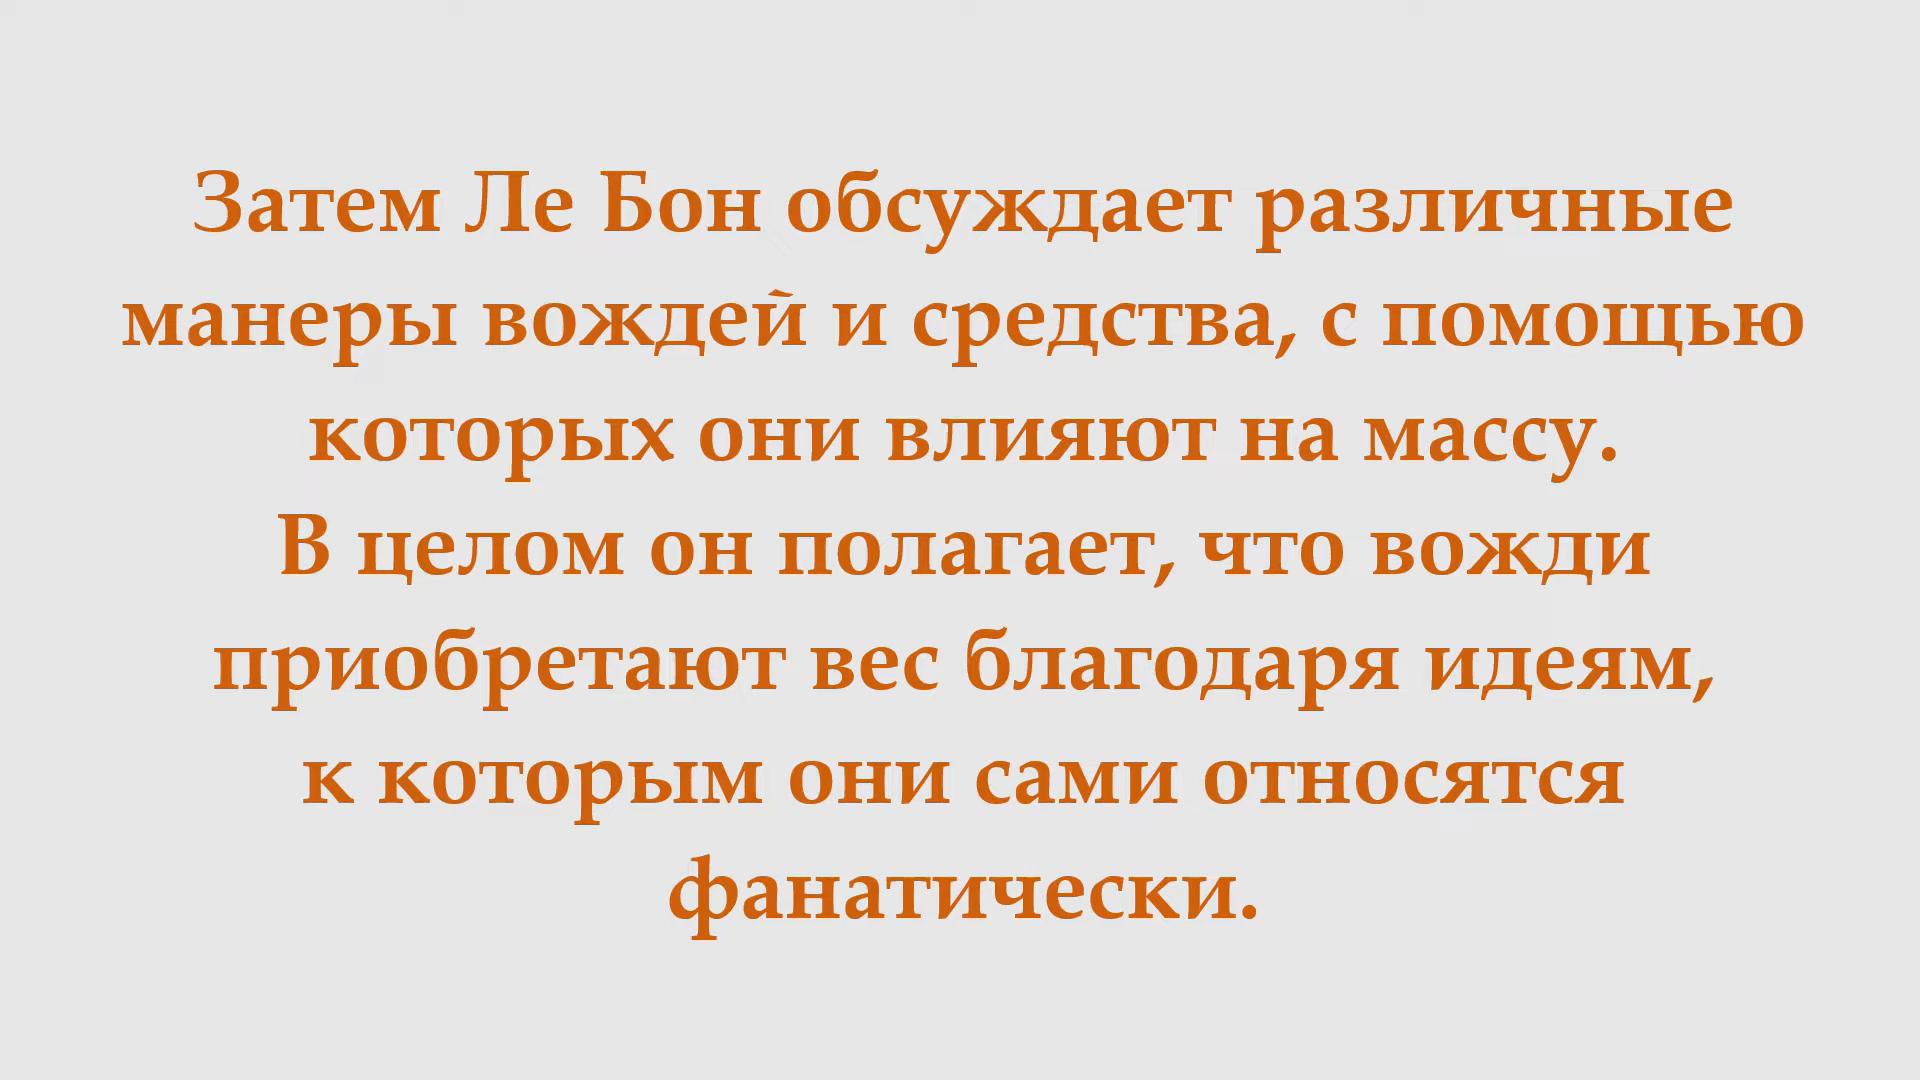 Затем Ле Бон обсуждает различные
манеры вождей и средства, с помощью
которых они влияют на массу.
В целом он полагает, что вожди
приобретают вес благодаря идеям,
к которым они сами относятся
фанатически.